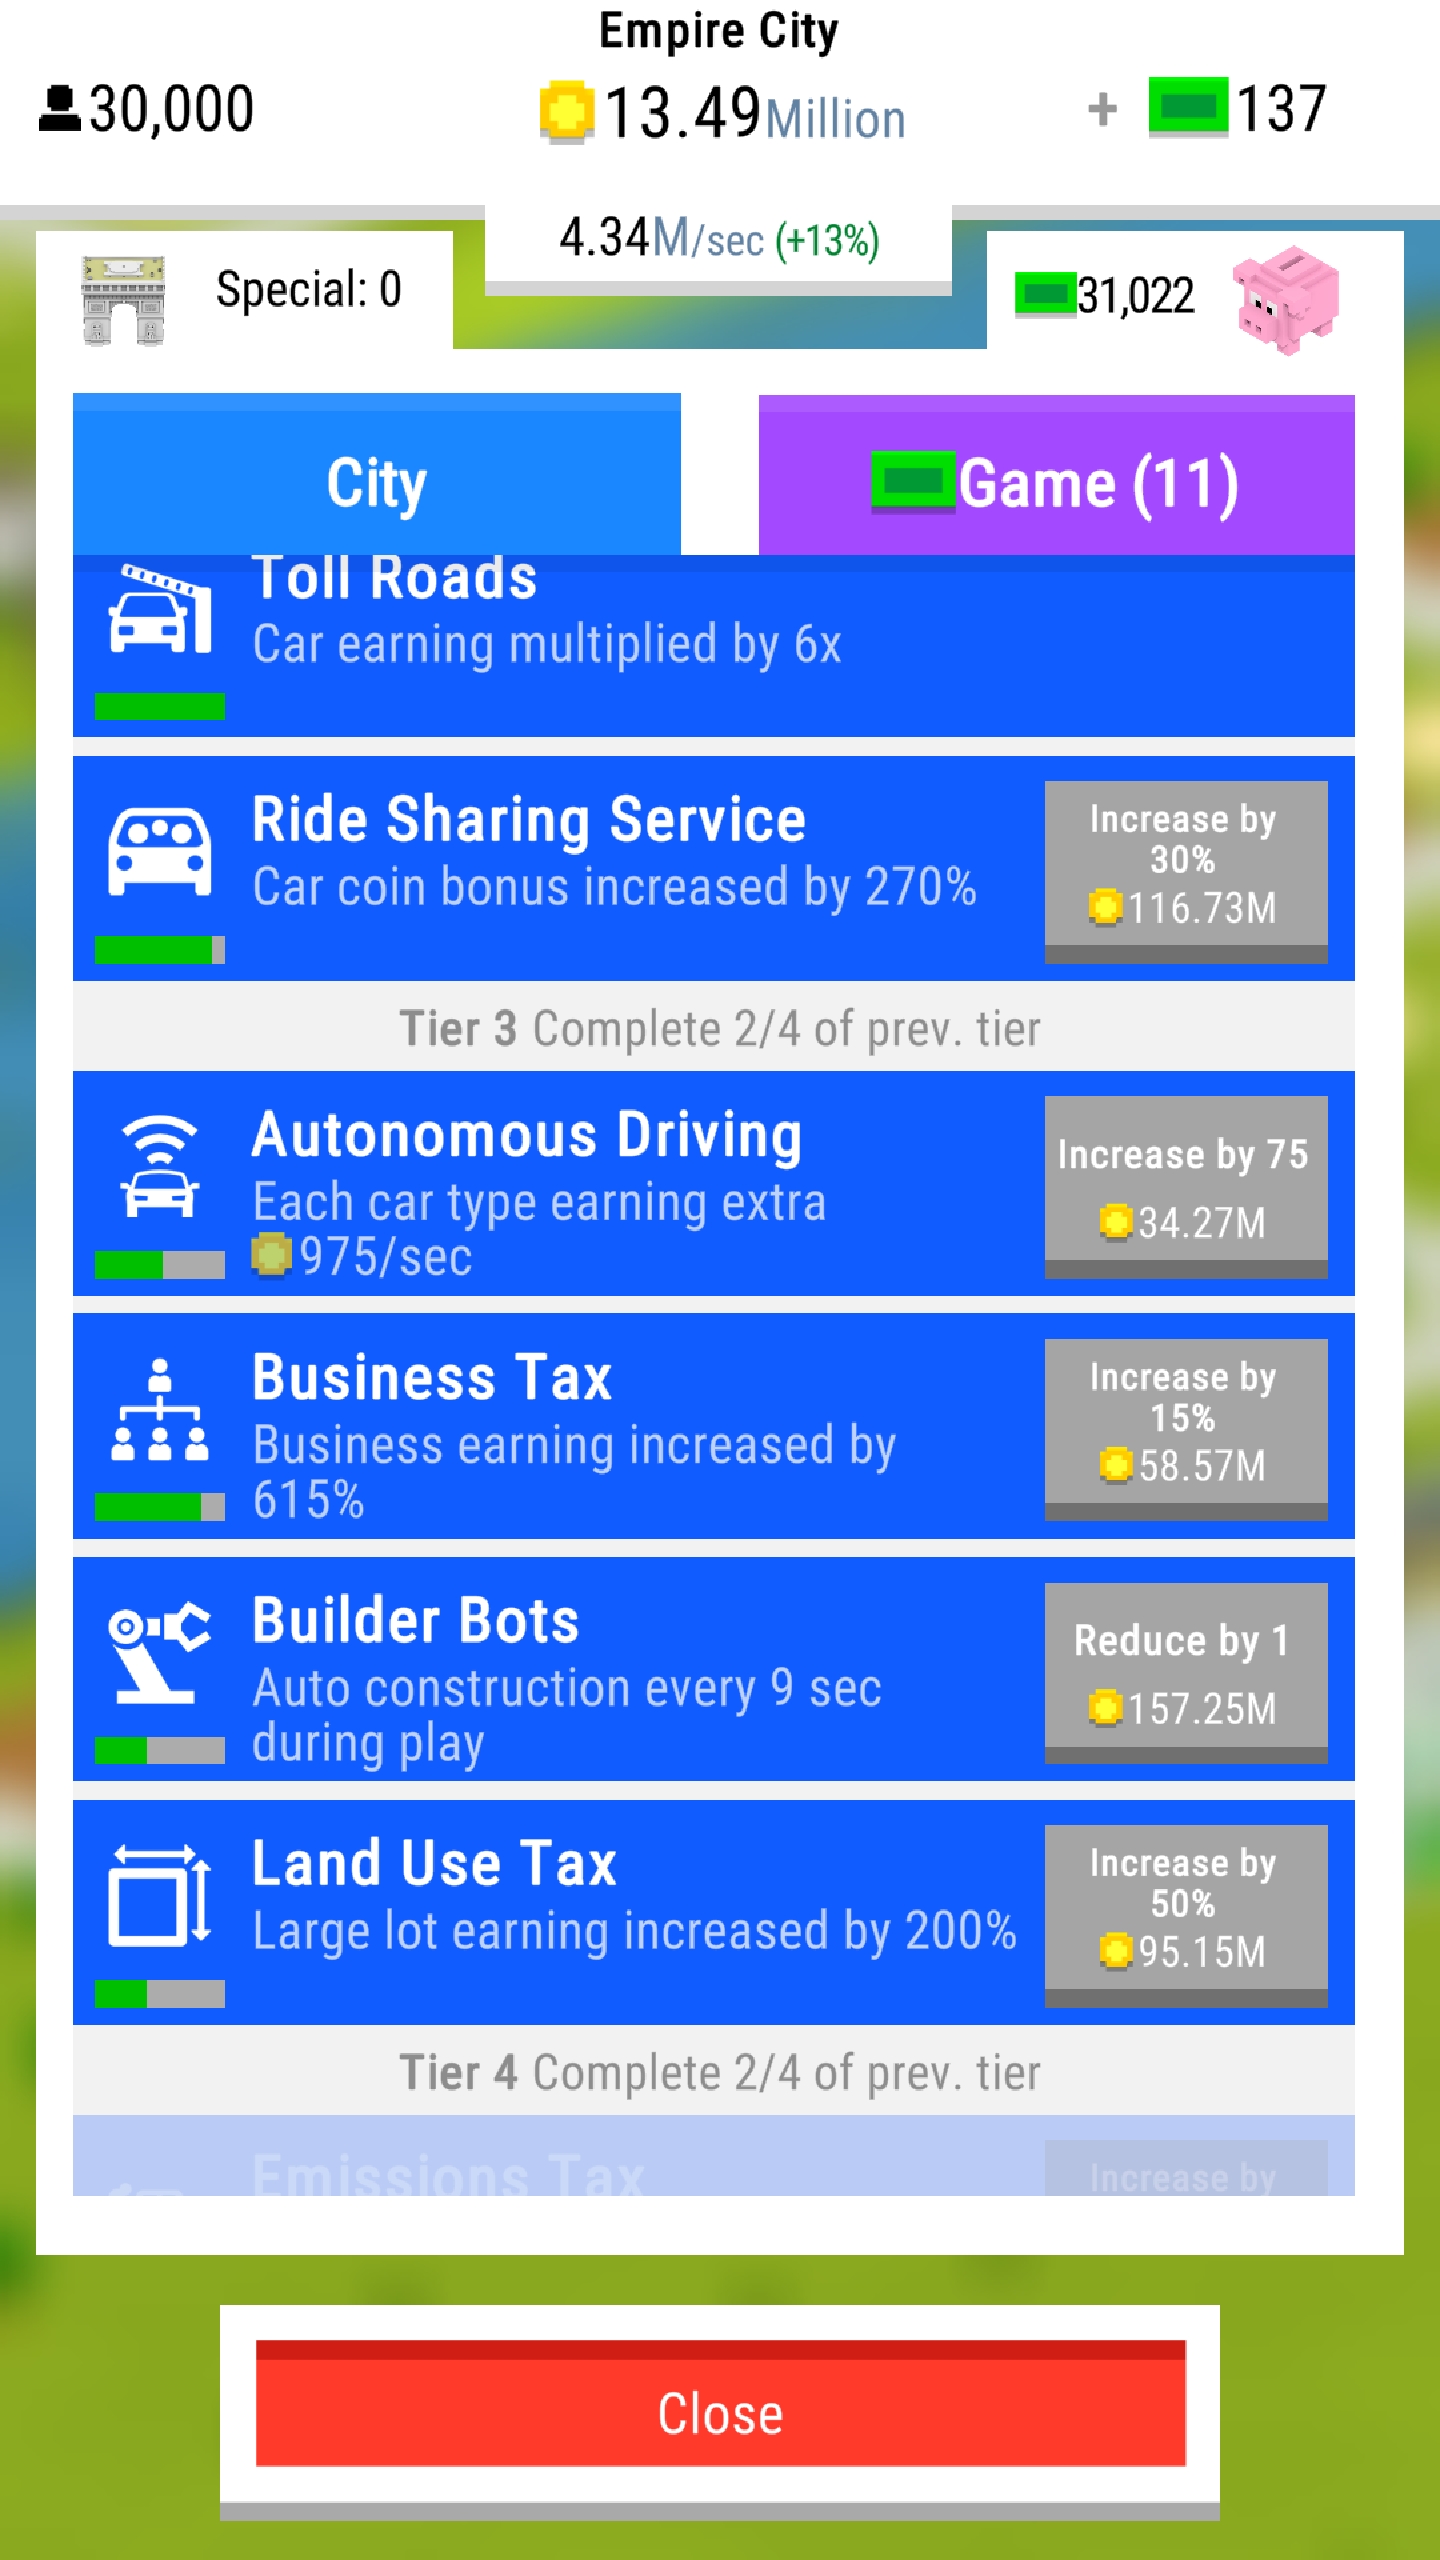 Empire City
30,000
13.49Million
+ 137
4.34M/sec (+13%)
Special: 0
31,022
City
Game (11)
Toll Roads
Car earning multiplied by 6x
Ride Sharing Service
Car coin bonus increased by 270%
Increase by
30%
116.73M
Tier 3 Complete 2/4 of prev. tier
Autonomous Driving
Each car type earning extra
975/sec
Increase by 75
34.27M
Business Tax
Business earning increased by
615%
Increase by
15%
58.57M
Builder Bots
Auto construction every 9 sec
during play
Reduce by 1
157.25M
Land Use Tax
Large lot earning increased by 200%
Increase by
50%
95.15M
Tier 4 Complete 2/4 of prev. tier
Emissions Tax
Increase by
Close